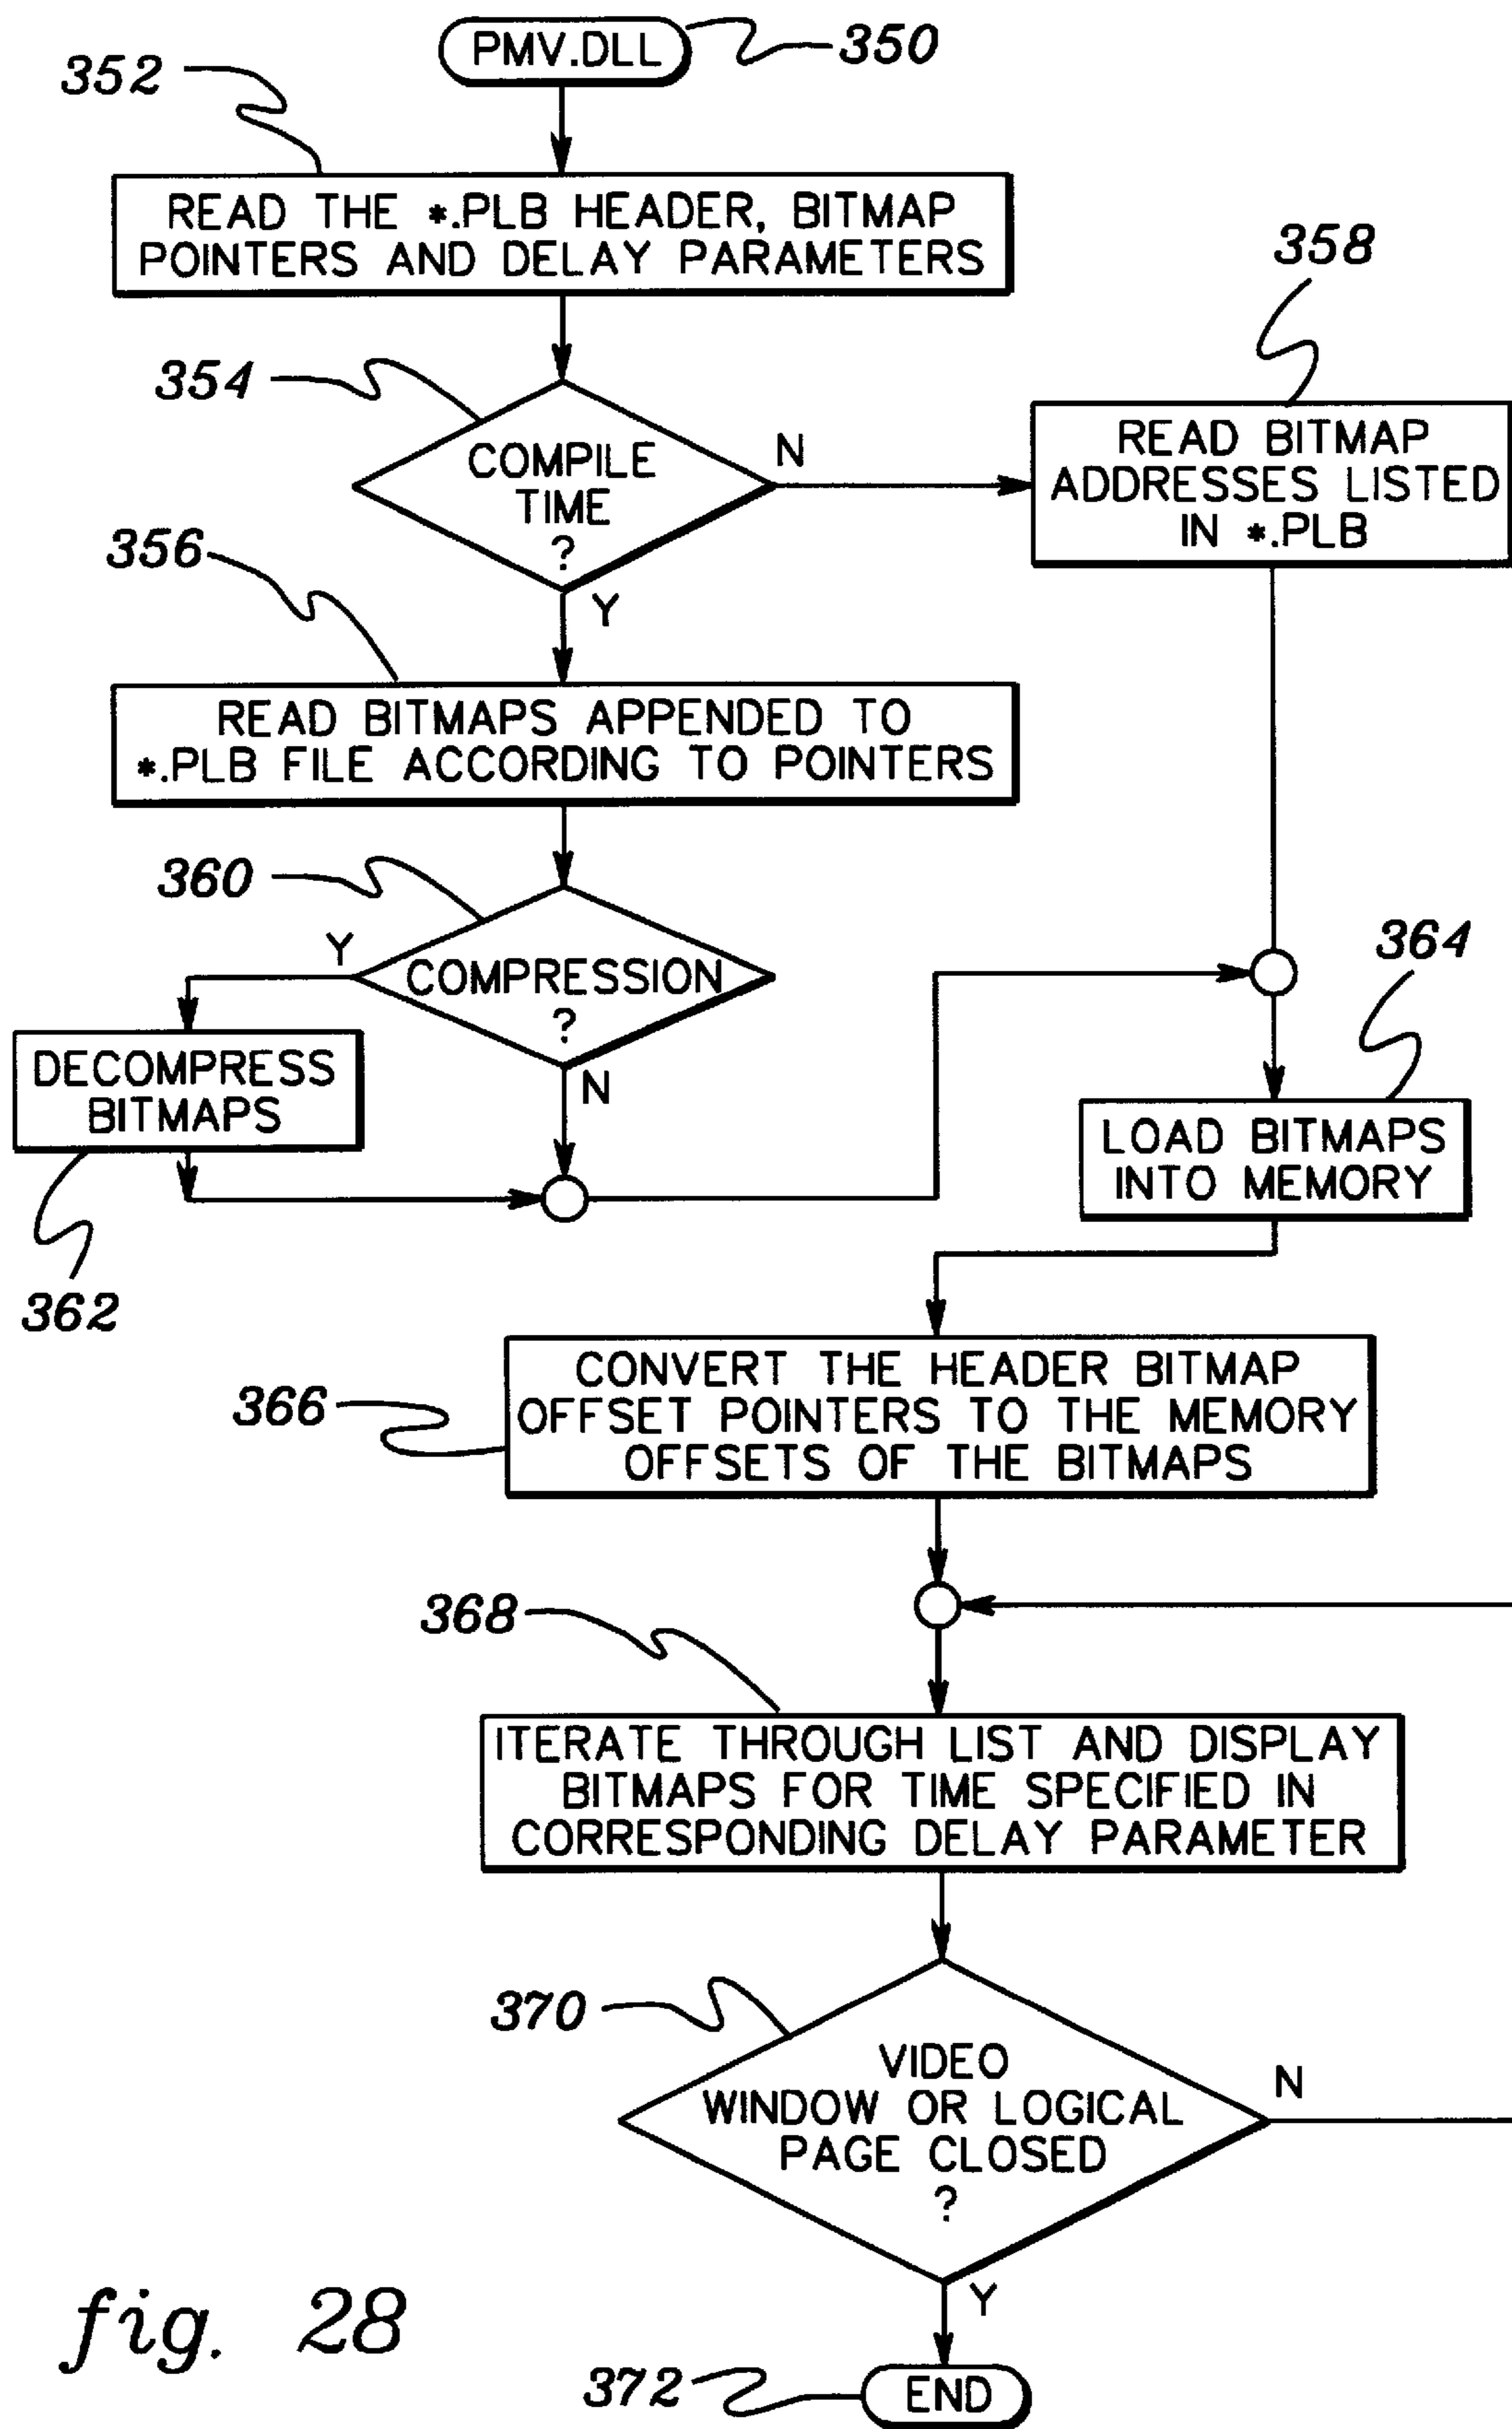 PMV.DLL
350
352
READ THE *.PLB HEADER, BITMAP
POINTERS AND DELAY PARAMETERS
358
354
COMPILE
TIME
?
N
READ BITMAP
ADDRESSES LISTED
IN *.PLB
356
Y
READ BITMAPS APPENDED TO
*.PLB FILE ACCORDING TO POINTERS
360
Y
COMPRESSION
?
N
364
DECOMPRESS
BITMAPS
LOAD BITMAPS
INTO MEMORY
362
366
CONVERT THE HEADER BITMAP
OFFSET POINTERS TO THE MEMORY
OFFSETS OF THE BITMAPS
368
ITERATE THROUGH LIST AND DISPLAY
BITMAPS FOR TIME SPECIFIED IN
CORRESPONDING DELAY PARAMETER
370
VIDEO
WINDOW OR LOGICAL
PAGE CLOSED
?
N
Y
fig. 28
372
END